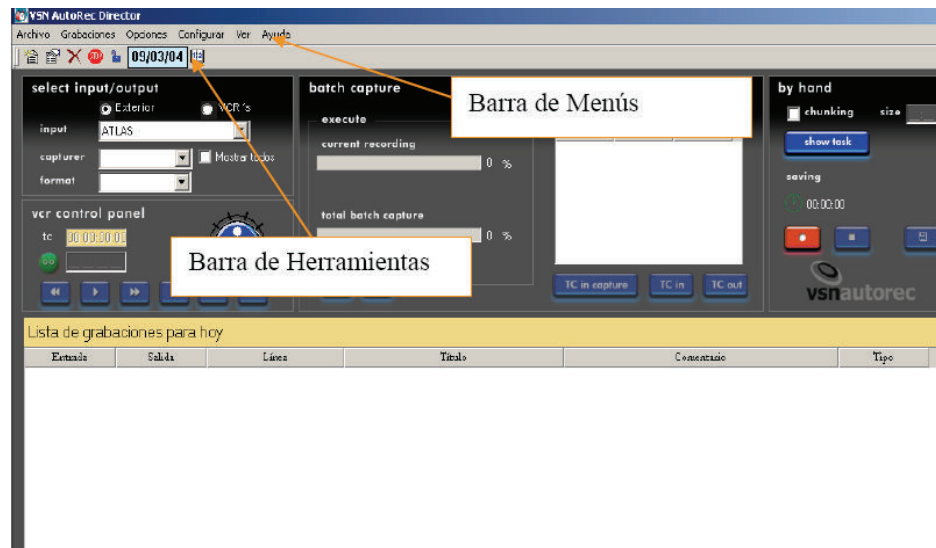 VSN AutoRec Director
Archivo Grabaciones Opciones Configurar Ver Ayuda
09/03/04
select input/output
Exterior VCR's
input ATLAS
capturer Mostrar todos
format
vcr control panel
tc 00:00:00:00
batch capture
execute
current recording
0 %
total batch capture
0 %
Barra de Menús
Barra de Herramientas
TC in capture TC in TC out
by hand
chunking size
show task
saving
00:00:00
vsnautorec
Lista de grabaciones para hoy
Entrada Salida Línea Título Comentario Tipo